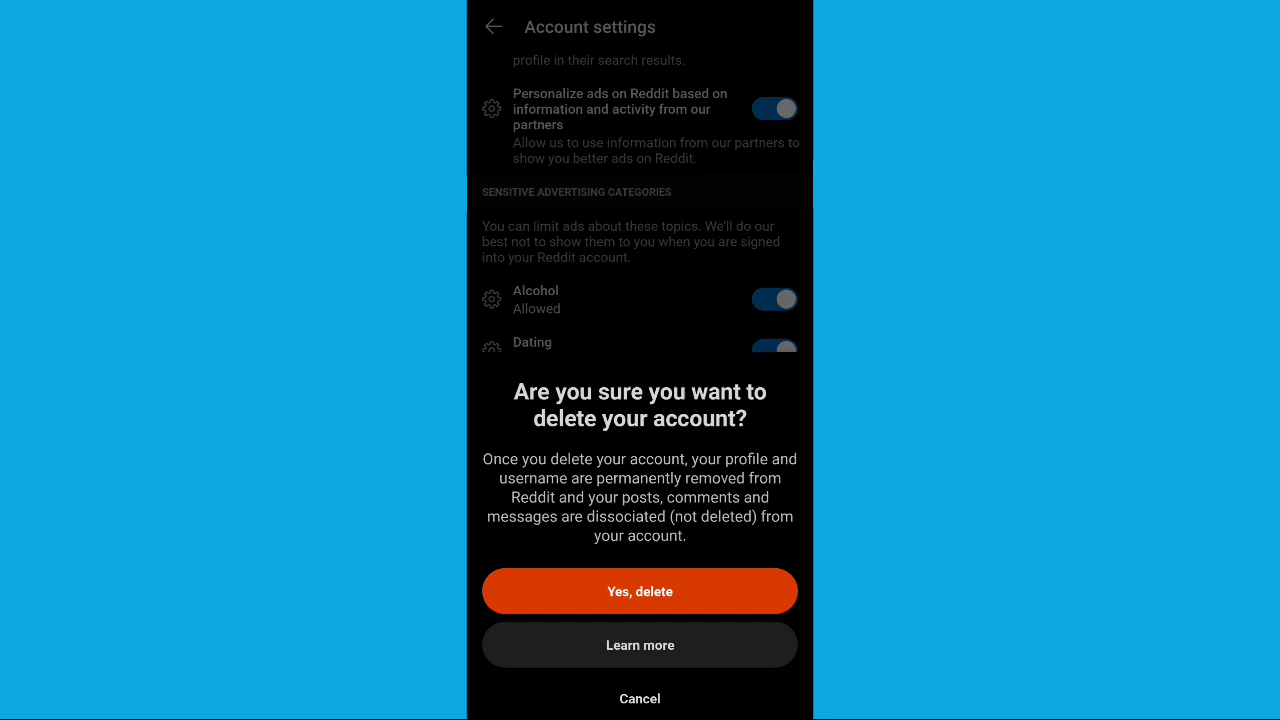 Account settings
profile in their search results.
Personalize ads on Reddit based on
information and activity from our
partners
Allow us to use information from our partners to
show you better ads on Reddit.
SENSITIVE ADVERTISING CATEGORIES
You can limit ads about these topics. We'll do our
best not to show them to you when you are signed
into your Reddit account.
Alcohol
Allowed
Dating
Are you sure you want to
delete your account?
Once you delete your account, your profile and
username are permanently removed from
Reddit and your posts, comments and
messages are dissociated (not deleted) from
your account.
Yes, delete
Learn more
Cancel